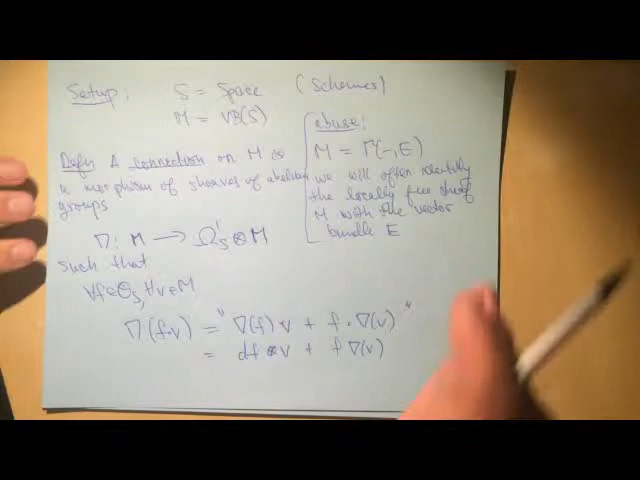 Setup: S = Space (Schemes)
M = VB(S)
abuse:
M = Γ(-, E)
we will often identify
the locally free sheaf
M with the vector
bundle E
Defn A connection on M is
a morphism of sheaves of abelian
groups
∇: M → Ω¹_S ⊗ M
such that
∀f∈O_S, ∀v∈M
∇(f·v) = "∇(f)v + f·∇(v)"
= df⊗v + f∇(v)